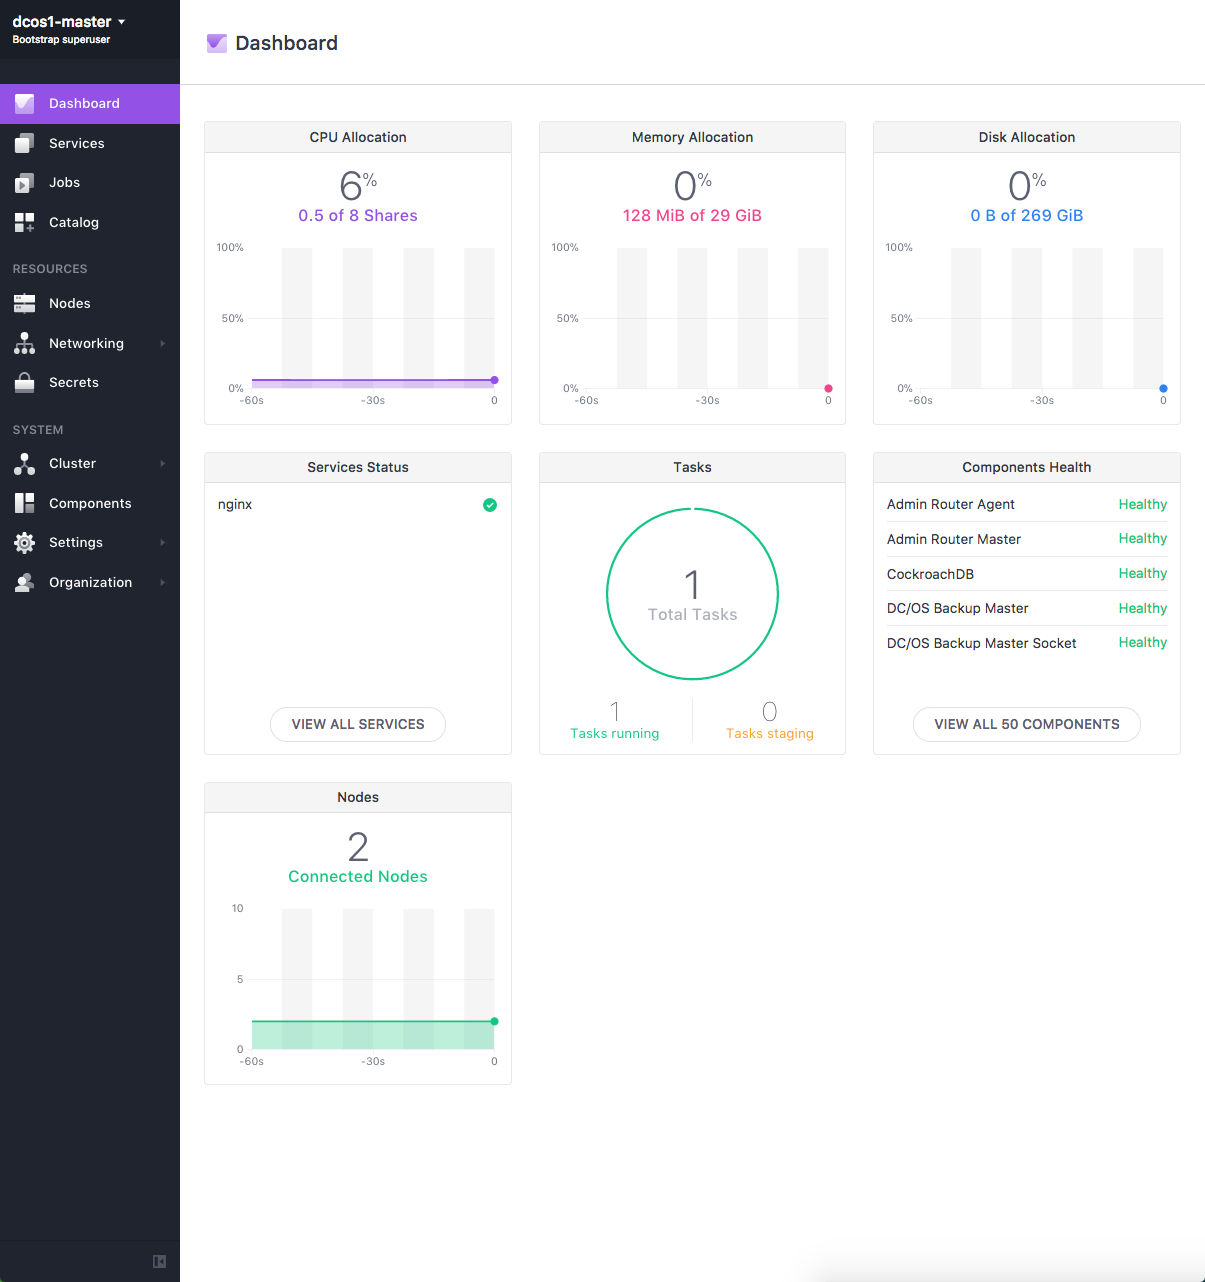 dcos1-master
Bootstrap superuser
Dashboard
Services
Jobs
Catalog
RESOURCES
Nodes
Networking
Secrets
SYSTEM
Cluster
Components
Settings
Organization
Dashboard
CPU Allocation
6%
0.5 of 8 Shares
100%
50%
0%
-60s -30s 0
Memory Allocation
0%
128 MiB of 29 GiB
100%
50%
0%
-60s -30s 0
Disk Allocation
0%
0 B of 269 GiB
100%
50%
0%
-60s -30s 0
Services Status
nginx
VIEW ALL SERVICES
Tasks
1
Total Tasks
1
Tasks running
0
Tasks staging
Components Health
Admin Router Agent Healthy
Admin Router Master Healthy
CockroachDB Healthy
DC/OS Backup Master Healthy
DC/OS Backup Master Socket Healthy
VIEW ALL 50 COMPONENTS
Nodes
2
Connected Nodes
10
5
0
-60s -30s 0